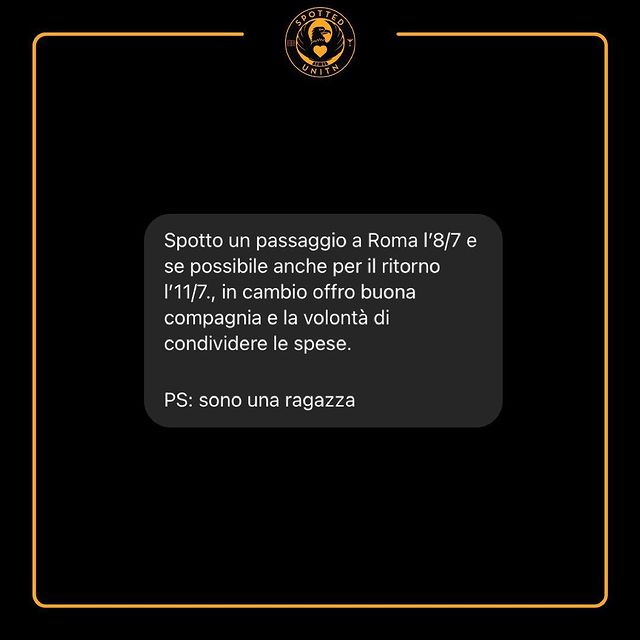 SPOTTED
UNITN
Spotto un passaggio a Roma l’8/7 e
se possibile anche per il ritorno
l’11/7., in cambio offro buona
compagnia e la volontà di
condividere le spese.
PS: sono una ragazza